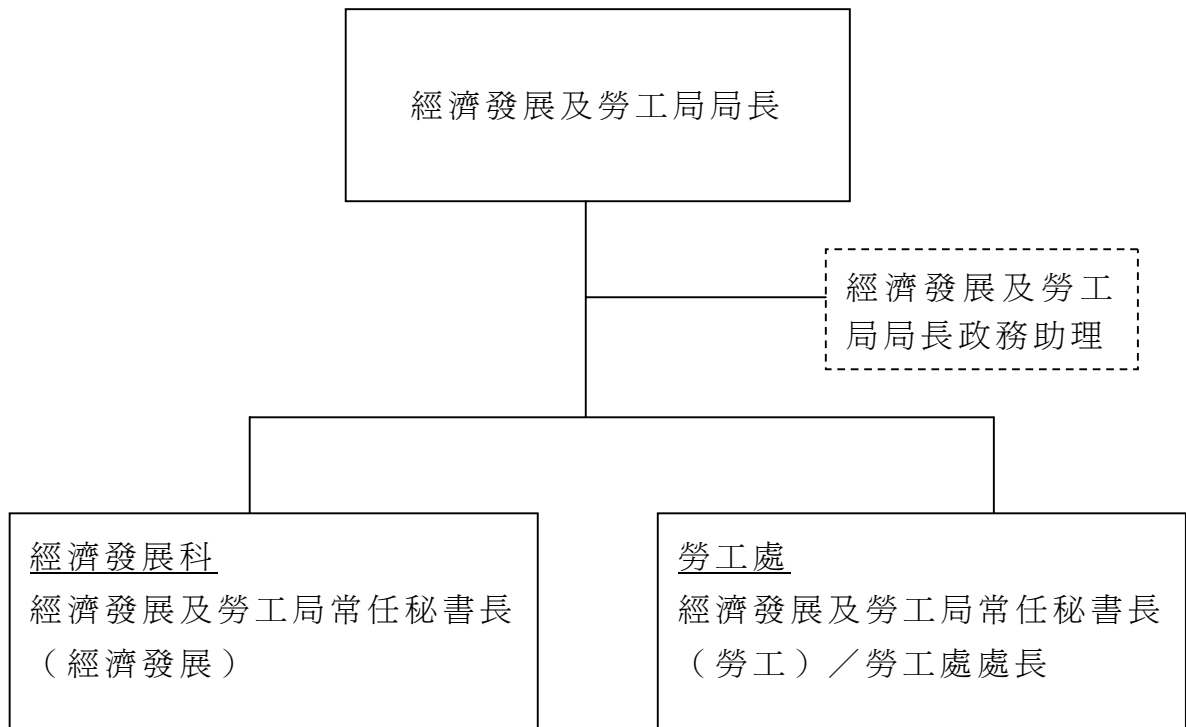 經濟發展及勞工局局長
經濟發展及勞工
局局長政務助理
經濟發展科
經濟發展及勞工局常任秘書長
（經濟發展）
勞工處
經濟發展及勞工局常任秘書長
（勞工）／勞工處處長